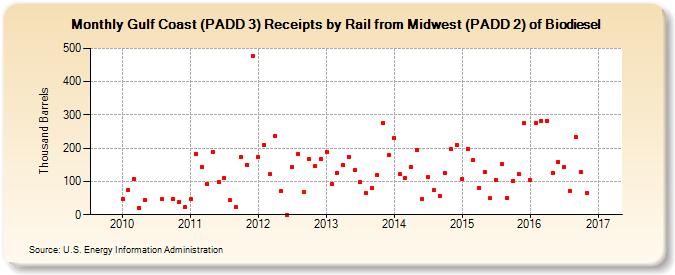 Monthly Gulf Coast (PADD 3) Receipts by Rail from Midwest (PADD 2) of Biodiesel
Thousand Barrels
500
400
300
200
100
0
2010 2011 2012 2013 2014 2015 2016 2017
Source: U.S. Energy Information Administration